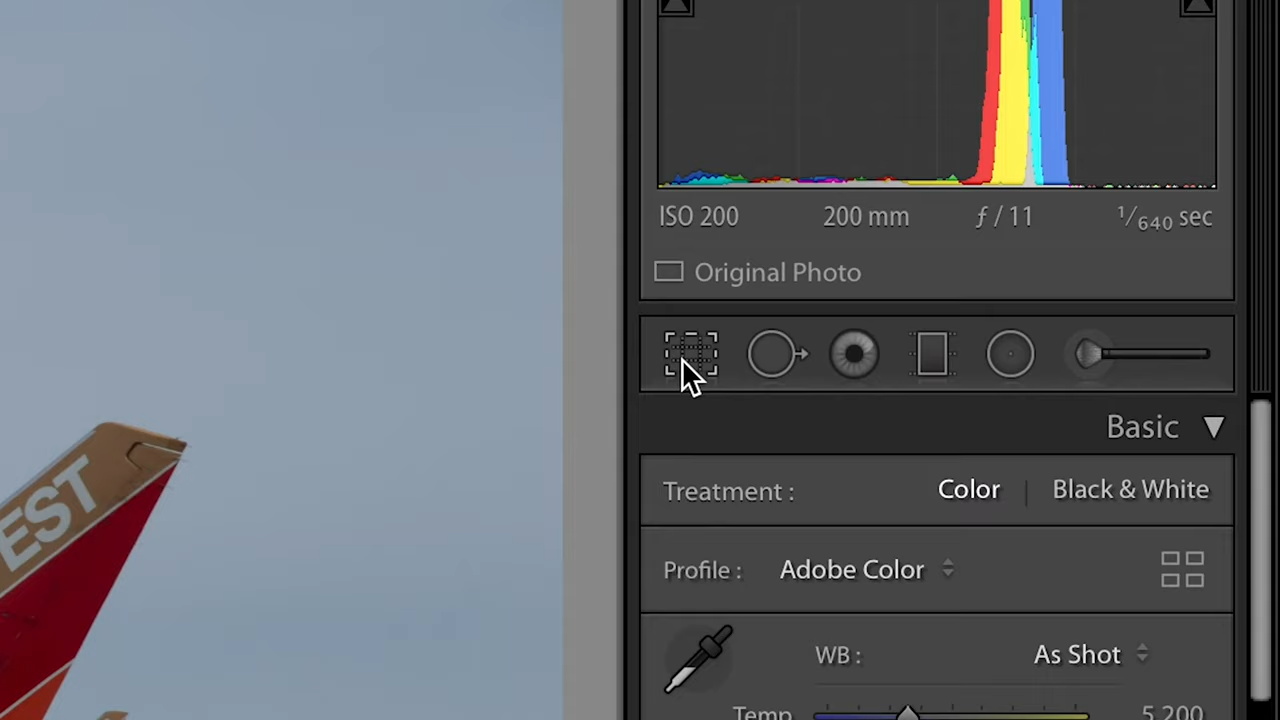 ISO 200 200 mm ƒ / 11 1/640 sec
Original Photo
Basic
Treatment : Color | Black & White
Profile : Adobe Color
WB : As Shot
Temp 5,200
EST